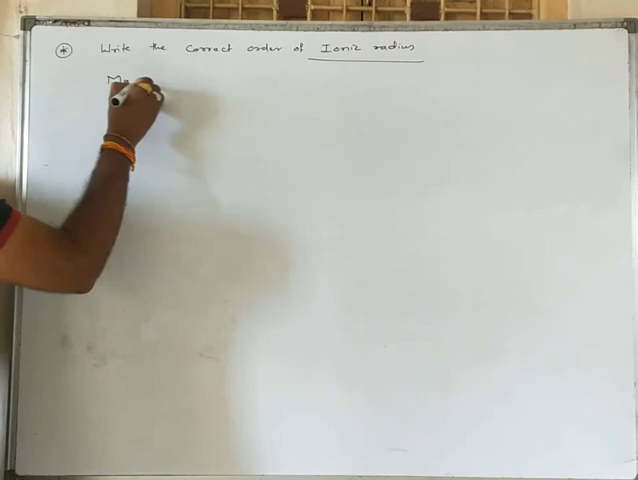 * Write the correct order of Ionic radius
M